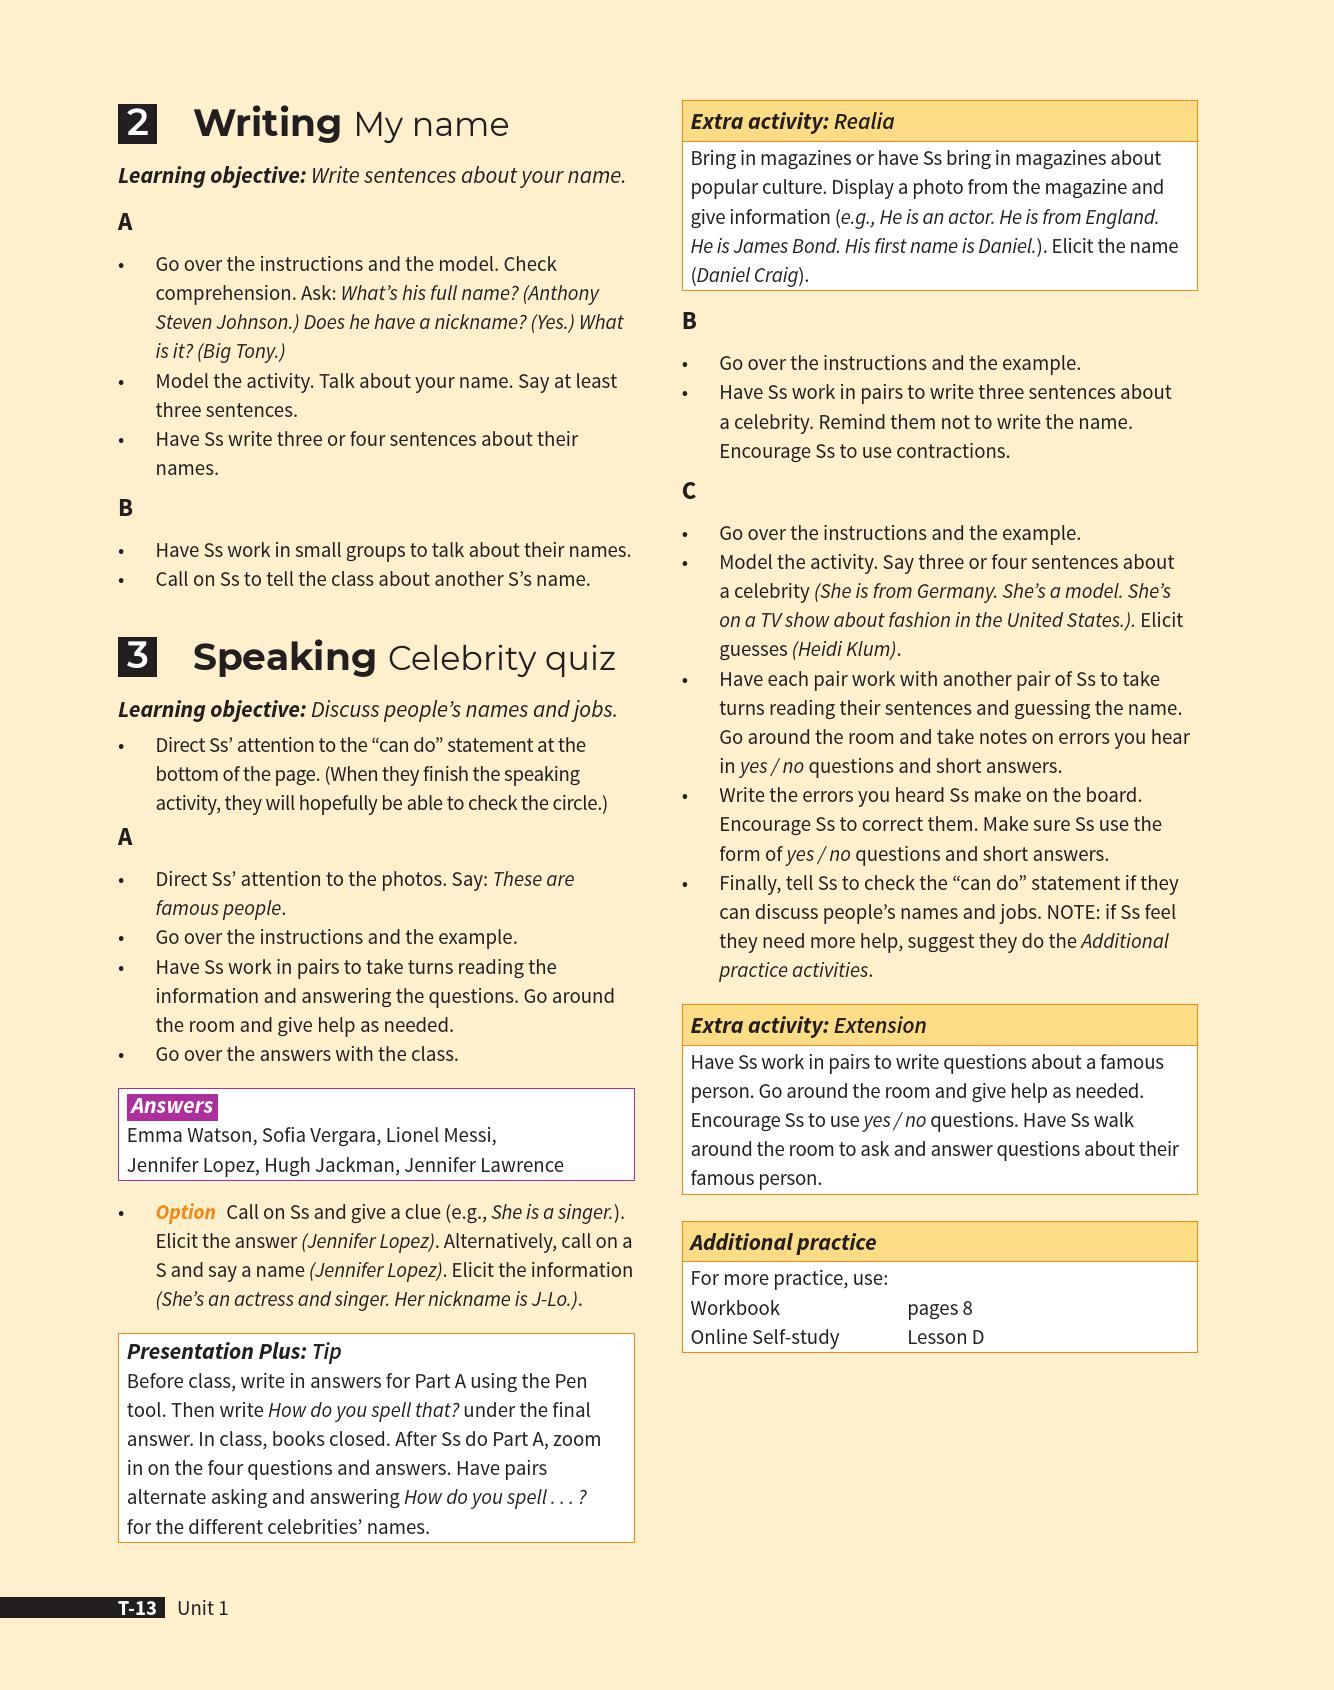 2 Writing My name
Learning objective: Write sentences about your name.
A
• Go over the instructions and the model. Check
comprehension. Ask: What’s his full name? (Anthony
Steven Johnson.) Does he have a nickname? (Yes.) What
is it? (Big Tony.)
• Model the activity. Talk about your name. Say at least
three sentences.
• Have Ss write three or four sentences about their
names.
B
• Have Ss work in small groups to talk about their names.
• Call on Ss to tell the class about another S’s name.
3 Speaking Celebrity quiz
Learning objective: Discuss people’s names and jobs.
• Direct Ss’ attention to the “can do” statement at the
bottom of the page. (When they finish the speaking
activity, they will hopefully be able to check the circle.)
A
• Direct Ss’ attention to the photos. Say: These are
famous people.
• Go over the instructions and the example.
• Have Ss work in pairs to take turns reading the
information and answering the questions. Go around
the room and give help as needed.
• Go over the answers with the class.
Answers
Emma Watson, Sofia Vergara, Lionel Messi,
Jennifer Lopez, Hugh Jackman, Jennifer Lawrence
• Option Call on Ss and give a clue (e.g., She is a singer.).
Elicit the answer (Jennifer Lopez). Alternatively, call on a
S and say a name (Jennifer Lopez). Elicit the information
(She’s an actress and singer. Her nickname is J-Lo.).
Presentation Plus: Tip
Before class, write in answers for Part A using the Pen
tool. Then write How do you spell that? under the final
answer. In class, books closed. After Ss do Part A, zoom
in on the four questions and answers. Have pairs
alternate asking and answering How do you spell . . . ?
for the different celebrities’ names.
Extra activity: Realia
Bring in magazines or have Ss bring in magazines about
popular culture. Display a photo from the magazine and
give information (e.g., He is an actor. He is from England.
He is James Bond. His first name is Daniel.). Elicit the name
(Daniel Craig).
B
• Go over the instructions and the example.
• Have Ss work in pairs to write three sentences about
a celebrity. Remind them not to write the name.
Encourage Ss to use contractions.
C
• Go over the instructions and the example.
• Model the activity. Say three or four sentences about
a celebrity (She is from Germany. She’s a model. She’s
on a TV show about fashion in the United States.). Elicit
guesses (Heidi Klum).
• Have each pair work with another pair of Ss to take
turns reading their sentences and guessing the name.
Go around the room and take notes on errors you hear
in yes / no questions and short answers.
• Write the errors you heard Ss make on the board.
Encourage Ss to correct them. Make sure Ss use the
form of yes / no questions and short answers.
• Finally, tell Ss to check the “can do” statement if they
can discuss people’s names and jobs. NOTE: if Ss feel
they need more help, suggest they do the Additional
practice activities.
Extra activity: Extension
Have Ss work in pairs to write questions about a famous
person. Go around the room and give help as needed.
Encourage Ss to use yes / no questions. Have Ss walk
around the room to ask and answer questions about their
famous person.
Additional practice
For more practice, use:
Workbook pages 8
Online Self-study Lesson D
T-13 Unit 1